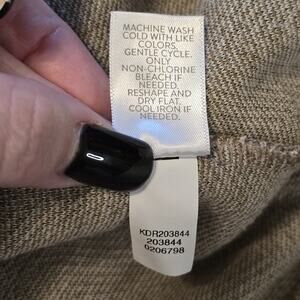 MACHINE WASH
COLD WITH LIKE
COLORS.
GENTLE CYCLE.
ONLY
NON-CHLORINE
BLEACH IF
NEEDED.
RESHAPE AND
DRY FLAT.
COOL IRON IF
NEEDED.
KDR203844
203844
0206798